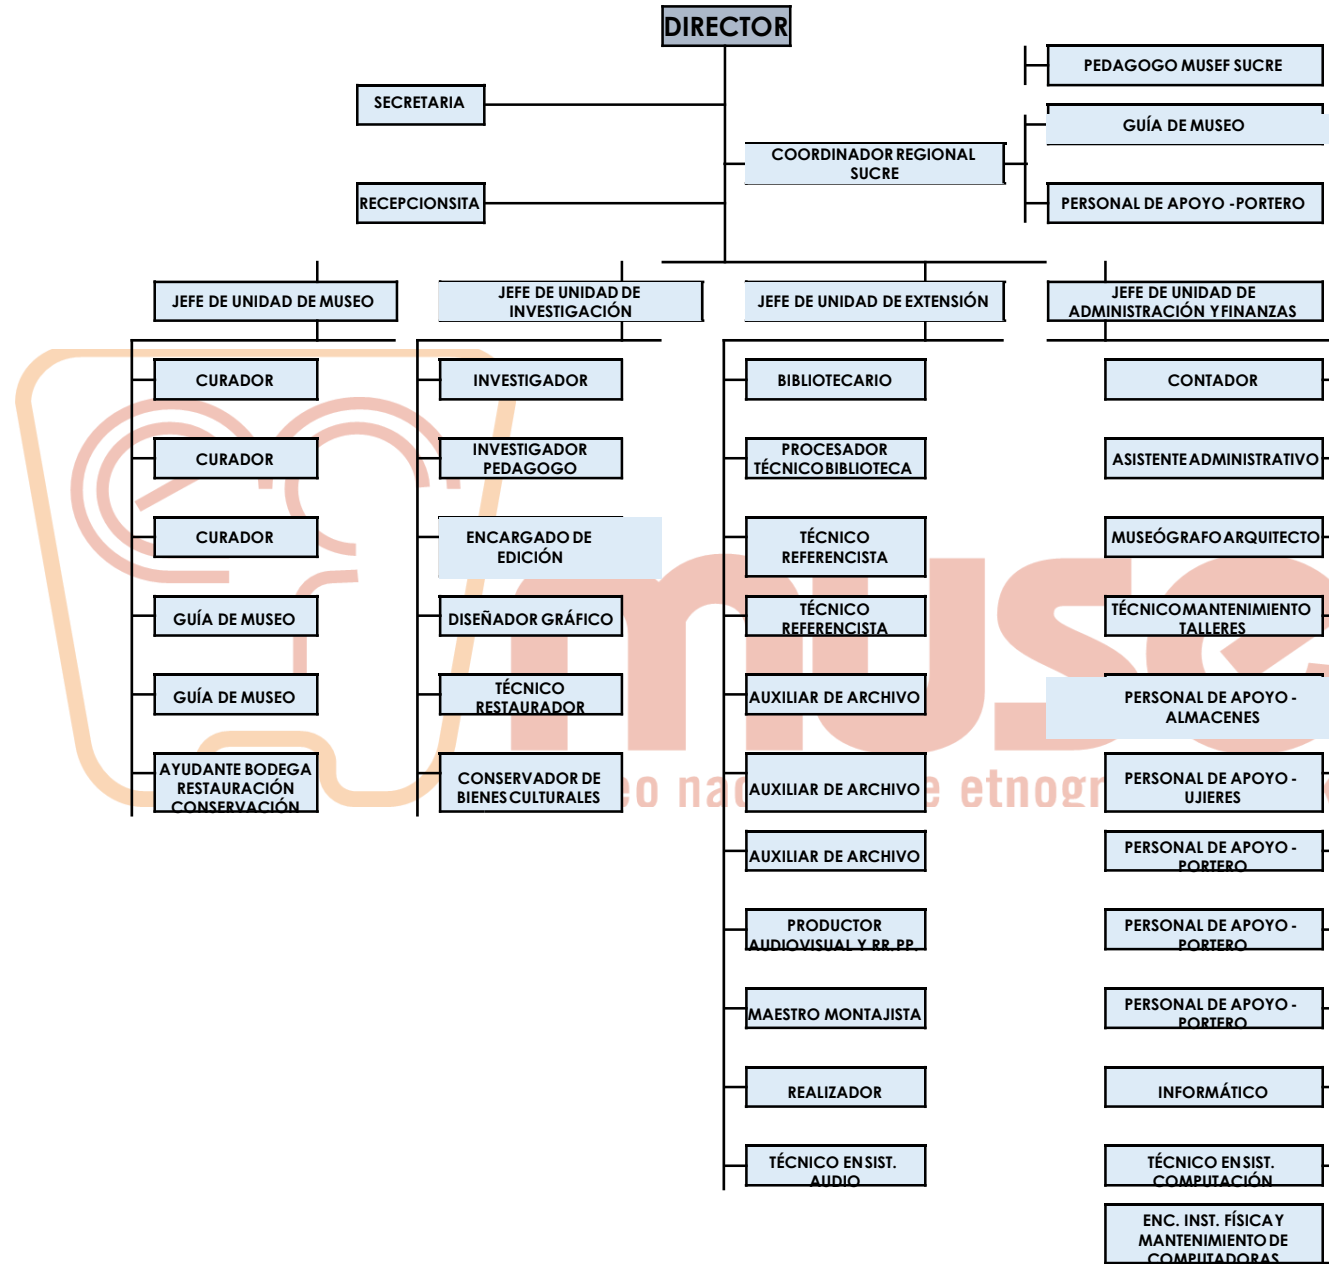 DIRECTOR
PEDAGOGO MUSEF SUCRE
SECRETARIA
GUÍA DE MUSEO
COORDINADOR REGIONAL
SUCRE
RECEPCIONSITA
PERSONAL DE APOYO - PORTERO
JEFE DE UNIDAD DE MUSEO
JEFE DE UNIDAD DE
INVESTIGACIÓN
JEFE DE UNIDAD DE EXTENSIÓN
JEFE DE UNIDAD DE
ADMINISTRACIÓN Y FINANZAS
CURADOR
CURADOR
CURADOR
GUÍA DE MUSEO
GUÍA DE MUSEO
AYUDANTE BODEGA
RESTAURACIÓN
CONSERVACIÓN
INVESTIGADOR
INVESTIGADOR
PEDAGOGO
ENCARGADO DE
EDICIÓN
DISEÑADOR GRÁFICO
TÉCNICO
RESTAURADOR
CONSERVADOR DE
BIENES CULTURALES
BIBLIOTECARIO
PROCESADOR
TÉCNICO BIBLIOTECA
TÉCNICO
REFERENCISTA
TÉCNICO
REFERENCISTA
AUXILIAR DE ARCHIVO
AUXILIAR DE ARCHIVO
AUXILIAR DE ARCHIVO
PRODUCTOR
AUDIOVISUAL Y RR.PP.
MAESTRO MONTAJISTA
REALIZADOR
TÉCNICO EN SIST.
AUDIO
CONTADOR
ASISTENTE ADMINISTRATIVO
MUSEÓGRAFO ARQUITECTO
TÉCNICO MANTENIMIENTO
TALLERES
PERSONAL DE APOYO -
ALMACENES
PERSONAL DE APOYO -
UJIERES
PERSONAL DE APOYO -
PORTERO
PERSONAL DE APOYO -
PORTERO
PERSONAL DE APOYO -
PORTERO
INFORMÁTICO
TÉCNICO EN SIST.
COMPUTACIÓN
ENC. INST. FÍSICA Y
MANTENIMIENTO DE
COMPUTADORAS
muse